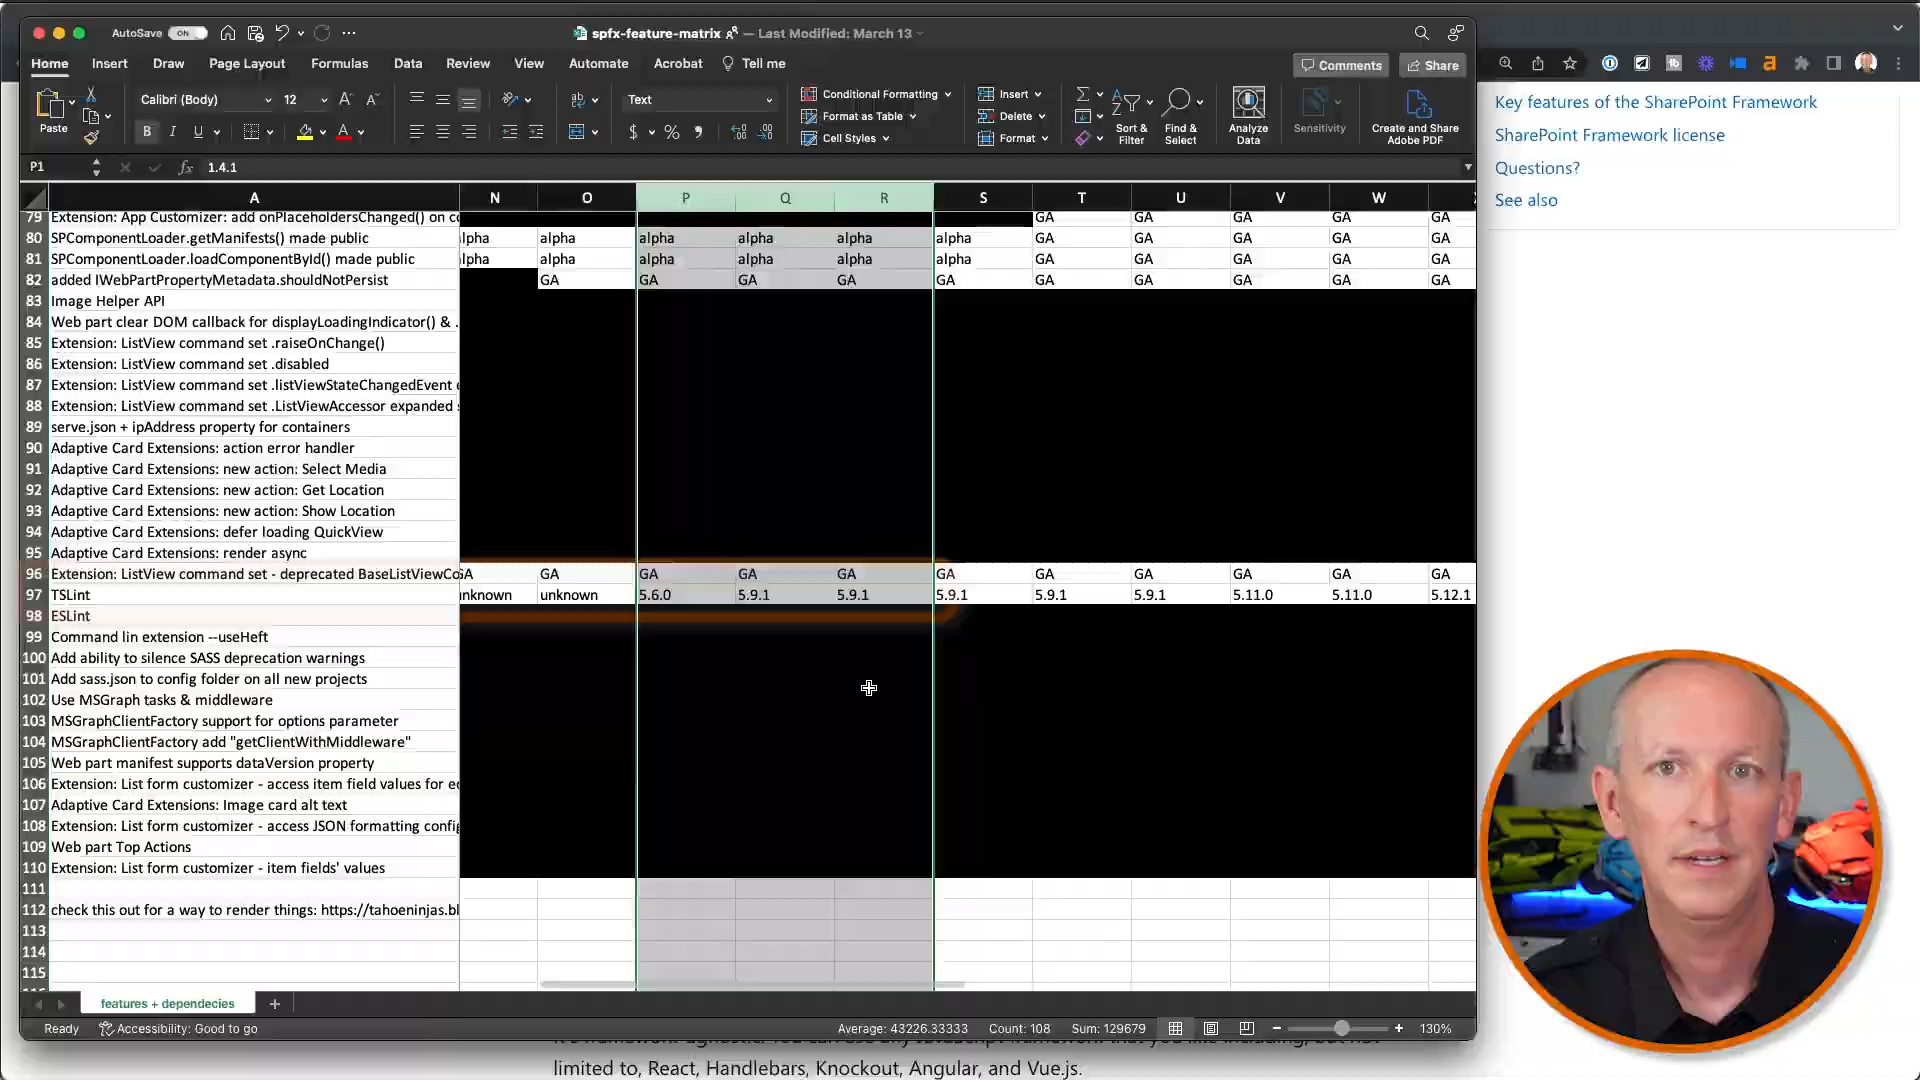 AutoSave ON spfx-feature-matrix — Last Modified: March 13
Home Insert Draw Page Layout Formulas Data Review View Automate Acrobat Tell me Comments Share
Paste Calibri (Body) 12 A A Text Conditional Formatting Insert
Format as Table Delete
B I U A $ % Cell Styles Format
Sort & Filter Find & Select Analyze Data Sensitivity Create and Share Adobe PDF
P1 fx 1.4.1
A N O P Q R S T U V W
79 Extension: App Customizer: add onPlaceholdersChanged() on co GA GA GA GA GA
80 SPComponentLoader.getManifests() made public lpha alpha alpha alpha alpha alpha GA GA GA GA GA
81 SPComponentLoader.loadComponentById() made public lpha alpha alpha alpha alpha alpha GA GA GA GA GA
82 added IWebPartPropertyMetadata.shouldNotPersist GA GA GA GA GA GA GA GA GA GA
83 Image Helper API
84 Web part clear DOM callback for displayLoadingIndicator() & .
85 Extension: ListView command set .raiseOnChange()
86 Extension: ListView command set .disabled
87 Extension: ListView command set .listViewStateChangedEvent e
88 Extension: ListView command set .ListViewAccessor expanded s
89 serve.json + ipAddress property for containers
90 Adaptive Card Extensions: action error handler
91 Adaptive Card Extensions: new action: Select Media
92 Adaptive Card Extensions: new action: Get Location
93 Adaptive Card Extensions: new action: Show Location
94 Adaptive Card Extensions: defer loading QuickView
95 Adaptive Card Extensions: render async
96 Extension: ListView command set - deprecated BaseListViewCo GA GA GA GA GA GA GA GA GA GA GA
97 TSLint unknown unknown 5.6.0 5.9.1 5.9.1 5.9.1 5.9.1 5.9.1 5.11.0 5.11.0 5.12.1
98 ESLint
99 Command lin extension --useHeft
100 Add ability to silence SASS deprecation warnings
101 Add sass.json to config folder on all new projects
102 Use MSGraph tasks & middleware
103 MSGraphClientFactory support for options parameter
104 MSGraphClientFactory add "getClientWithMiddleware"
105 Web part manifest supports dataVersion property
106 Extension: List form customizer - access item field values for ec
107 Adaptive Card Extensions: Image card alt text
108 Extension: List form customizer - access JSON formatting config
109 Web part Top Actions
110 Extension: List form customizer - item fields' values
111
112 check this out for a way to render things: https://tahoeninjas.bl
113
114
115
features + dependecies +
Ready Accessibility: Good to go Average: 43226.33333 Count: 108 Sum: 129679 − + 130%
Key features of the SharePoint Framework
SharePoint Framework license
Questions?
See also
limited to, React, Handlebars, Knockout, Angular, and Vue.js.